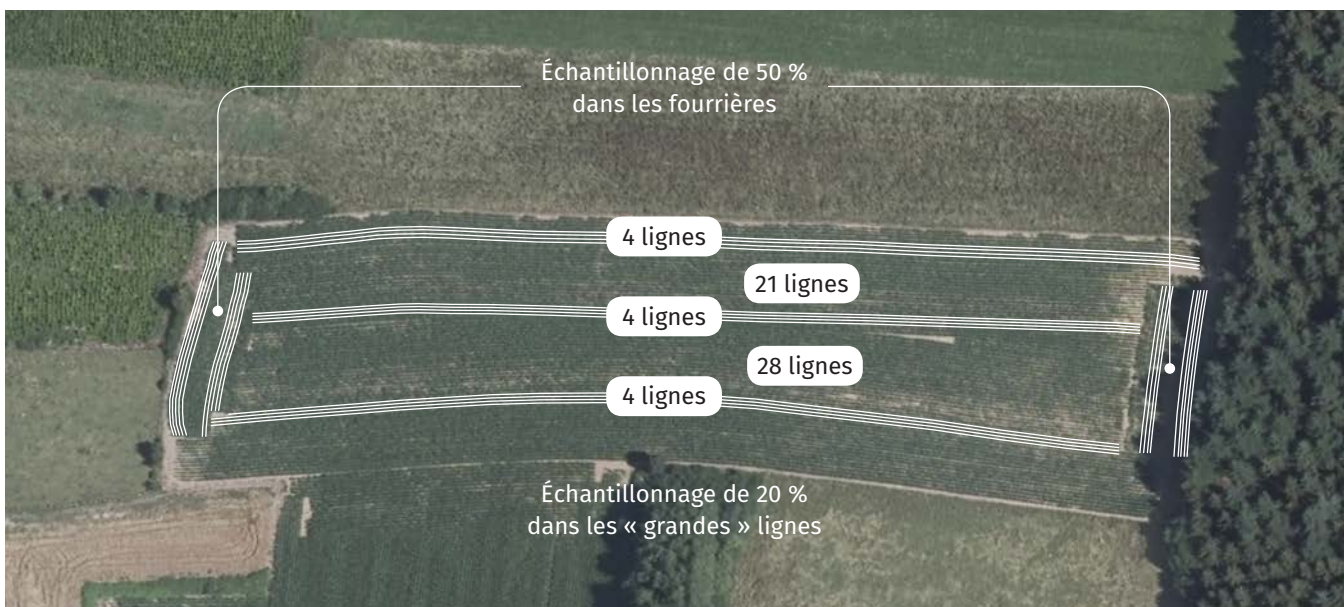 Échantillonnage de 50 %
dans les fourrières
4 lignes
21 lignes
4 lignes
28 lignes
4 lignes
Échantillonnage de 20 %
dans les « grandes » lignes